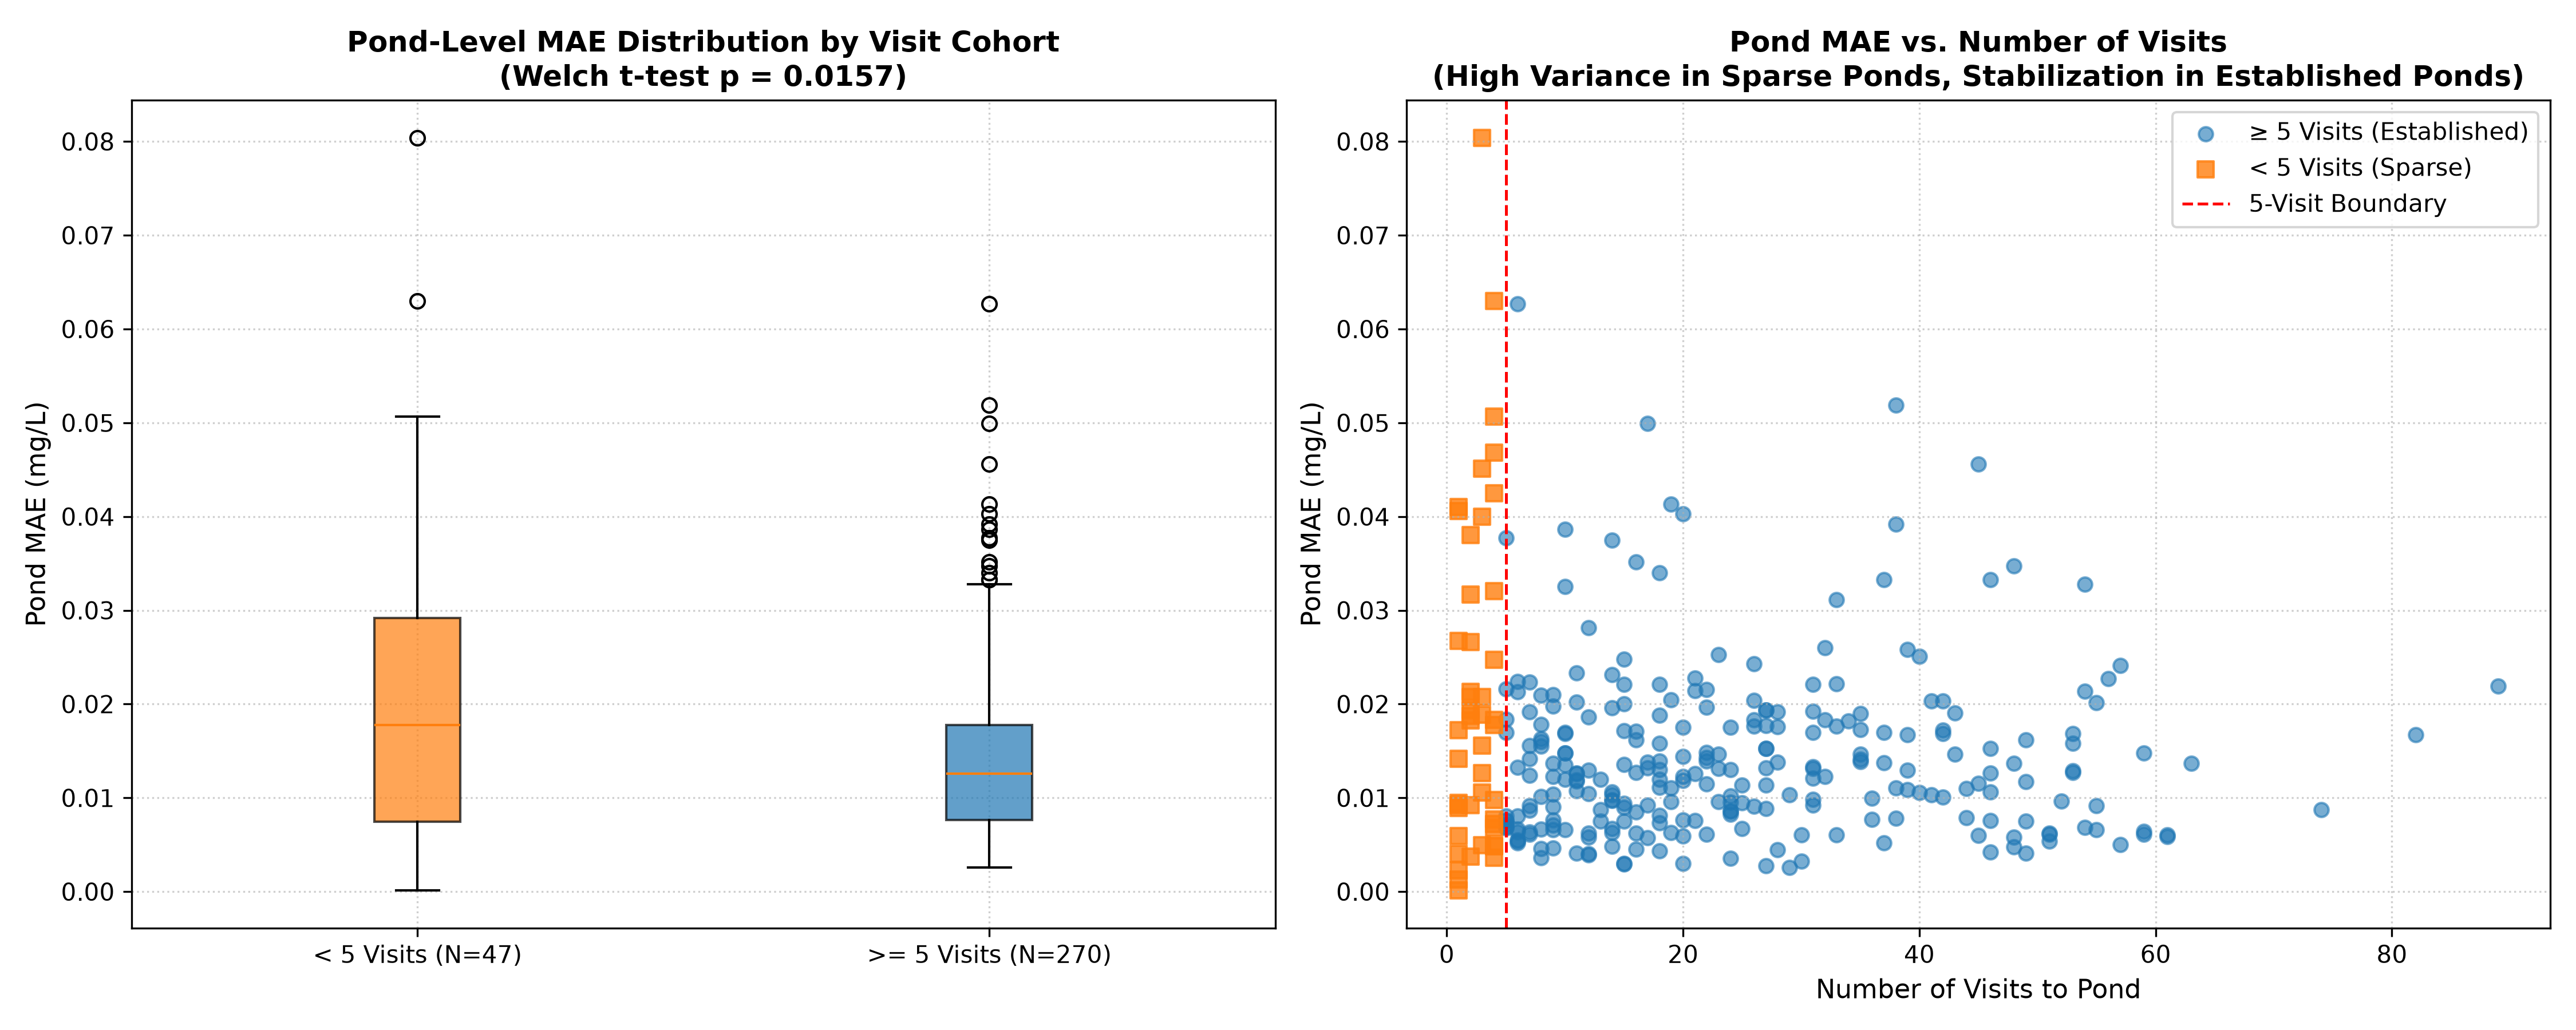 Pond-Level MAE Distribution by Visit Cohort
(Welch t-test p = 0.0157)
Pond MAE (mg/L)
0.08
0.07
0.06
0.05
0.04
0.03
0.02
0.01
0.00
< 5 Visits (N=47)
>= 5 Visits (N=270)
Pond MAE vs. Number of Visits
(High Variance in Sparse Ponds, Stabilization in Established Ponds)
≥ 5 Visits (Established)
< 5 Visits (Sparse)
5-Visit Boundary
Pond MAE (mg/L)
0.08
0.07
0.06
0.05
0.04
0.03
0.02
0.01
0.00
0
20
40
60
80
Number of Visits to Pond